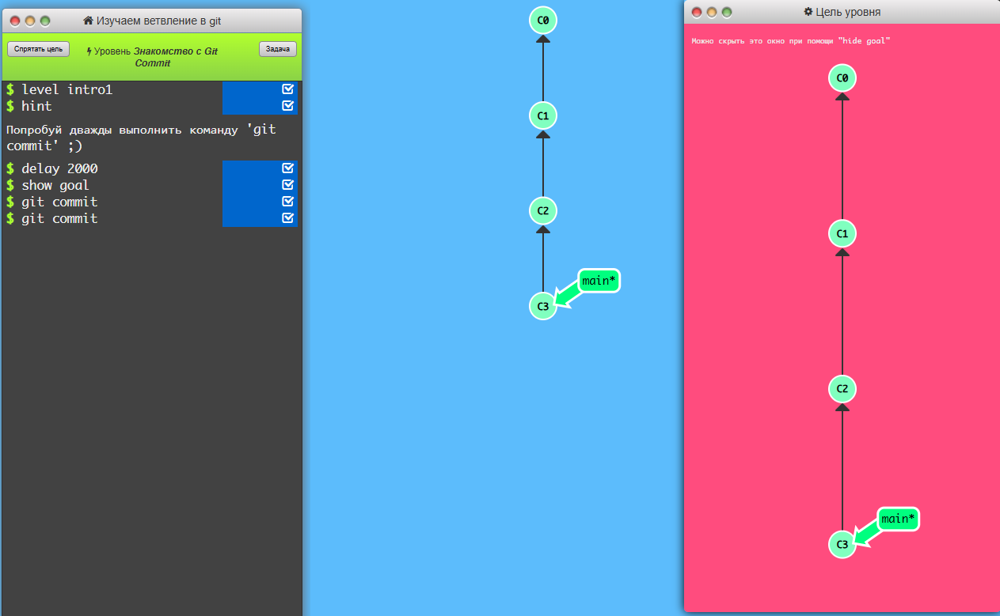 Изучаем ветвление в git
Спрятать цель
Уровень Знакомство с Git
Commit
Задача
$ level intro1
$ hint
Попробуй дважды выполнить команду 'git
commit' ;)
$ delay 2000
$ show goal
$ git commit
$ git commit
C0
C1
C2
main*
C3
Цель уровня
Можно скрыть это окно при помощи "hide goal"
C0
C1
C2
main*
C3